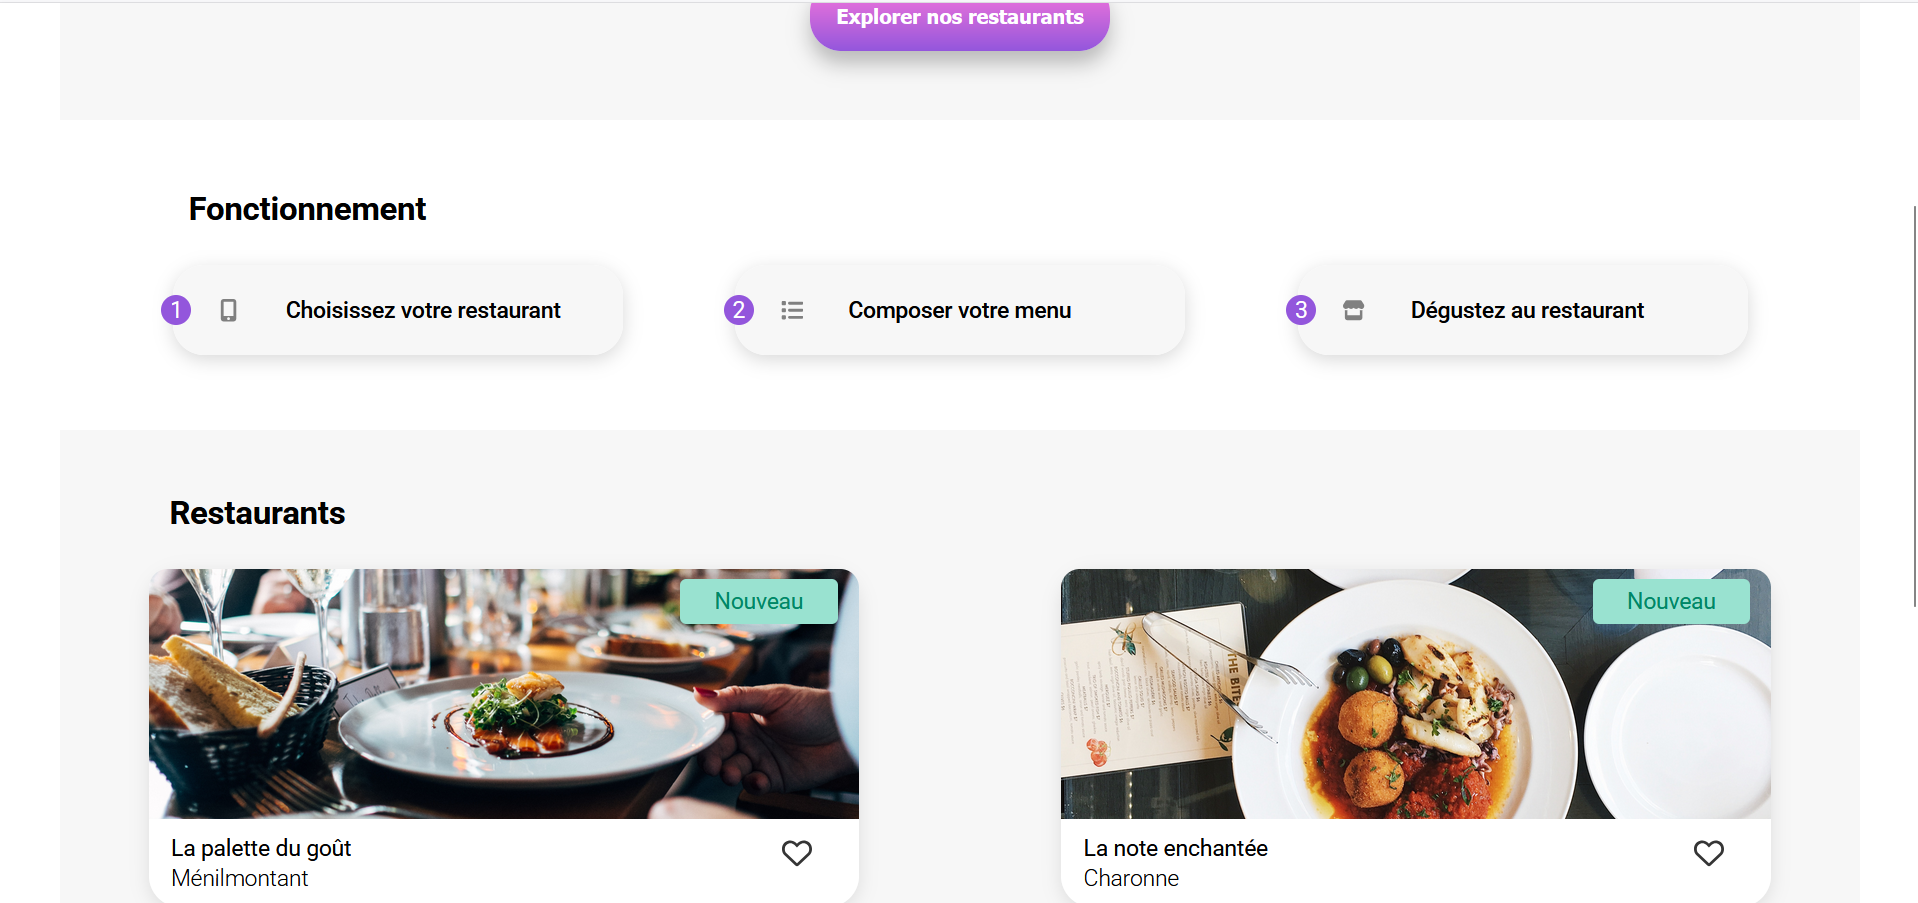 Explorer nos restaurants
Fonctionnement
1 Choisissez votre restaurant
2 Composer votre menu
3 Dégustez au restaurant
Restaurants
Nouveau
Nouveau
THE BITE
La palette du goût
Ménilmontant
La note enchantée
Charonne